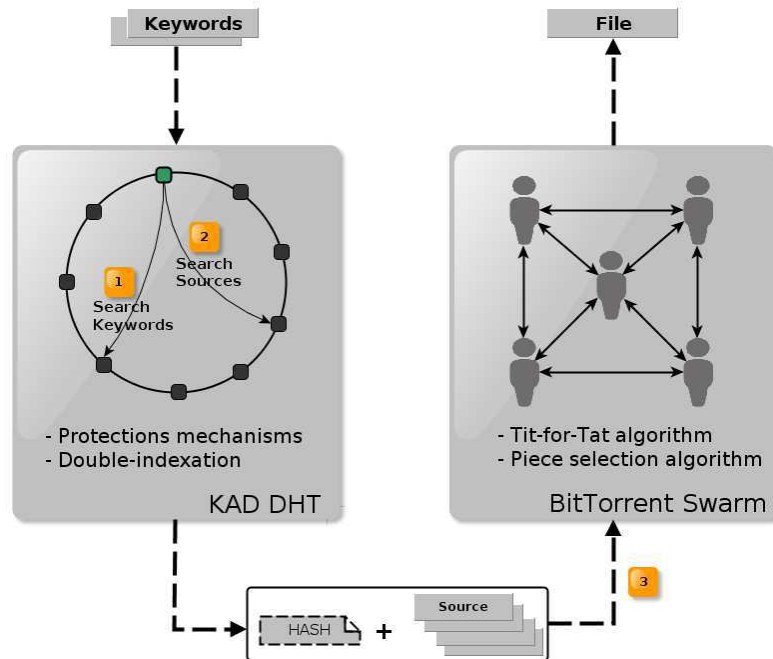 Keywords
File
2
Search
Sources
1
Search
Keywords
- Protections mechanisms
- Double-indexation
KAD DHT
- Tit-for-Tat algorithm
- Piece selection algorithm
BitTorrent Swarm
3
HASH
+
Source